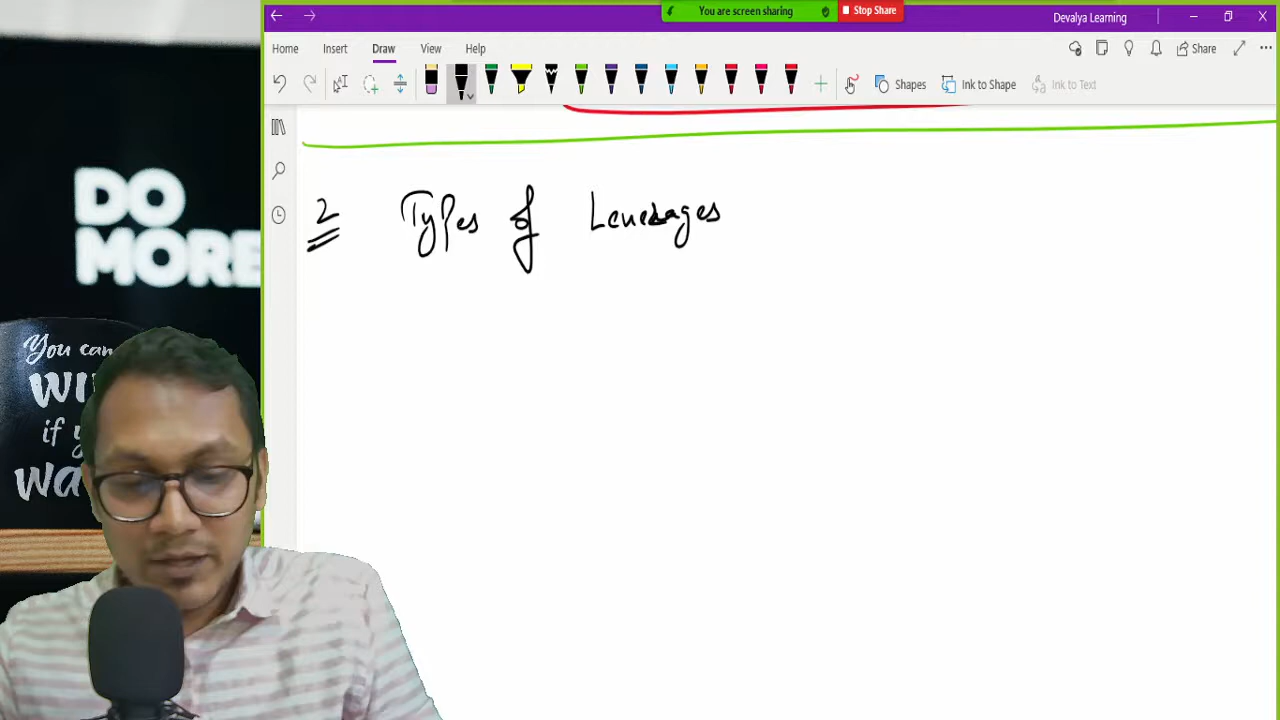 You are screen sharing
Stop Share
Devalya Learning
Home Insert Draw View Help
Share
Shapes
Ink to Shape
Ink to Text
DO
MORE
2 Types of Leverages
You can
if